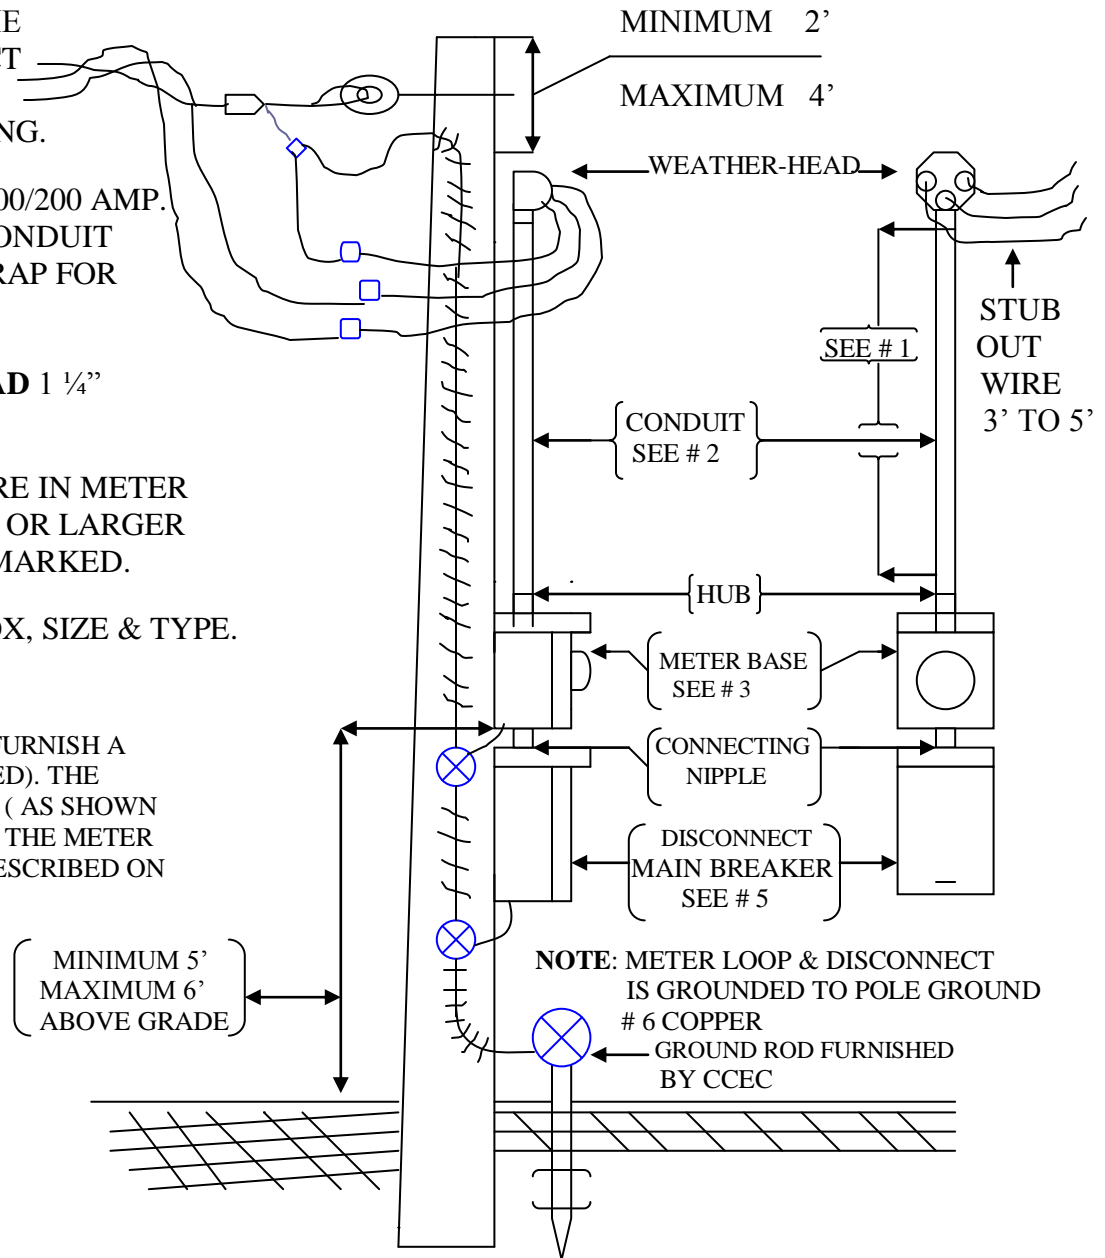 IE
CT
NG.
00/200 AMP.
ONDUIT
RAP FOR
AD 1 ¼”
RE IN METER
OR LARGER
MARKED.
OX, SIZE & TYPE.
FURNISH A
ED). THE
( AS SHOWN
THE METER
ESCRIBED ON
MINIMUM 5’
MAXIMUM 6’
ABOVE GRADE
MINIMUM 2’
MAXIMUM 4’
WEATHER-HEAD
STUB
OUT
WIRE
3’ TO 5’
SEE # 1
CONDUIT
SEE # 2
HUB
METER BASE
SEE # 3
CONNECTING
NIPPLE
DISCONNECT
MAIN BREAKER
SEE # 5
NOTE: METER LOOP & DISCONNECT
IS GROUNDED TO POLE GROUND
# 6 COPPER
GROUND ROD FURNISHED
BY CCEC